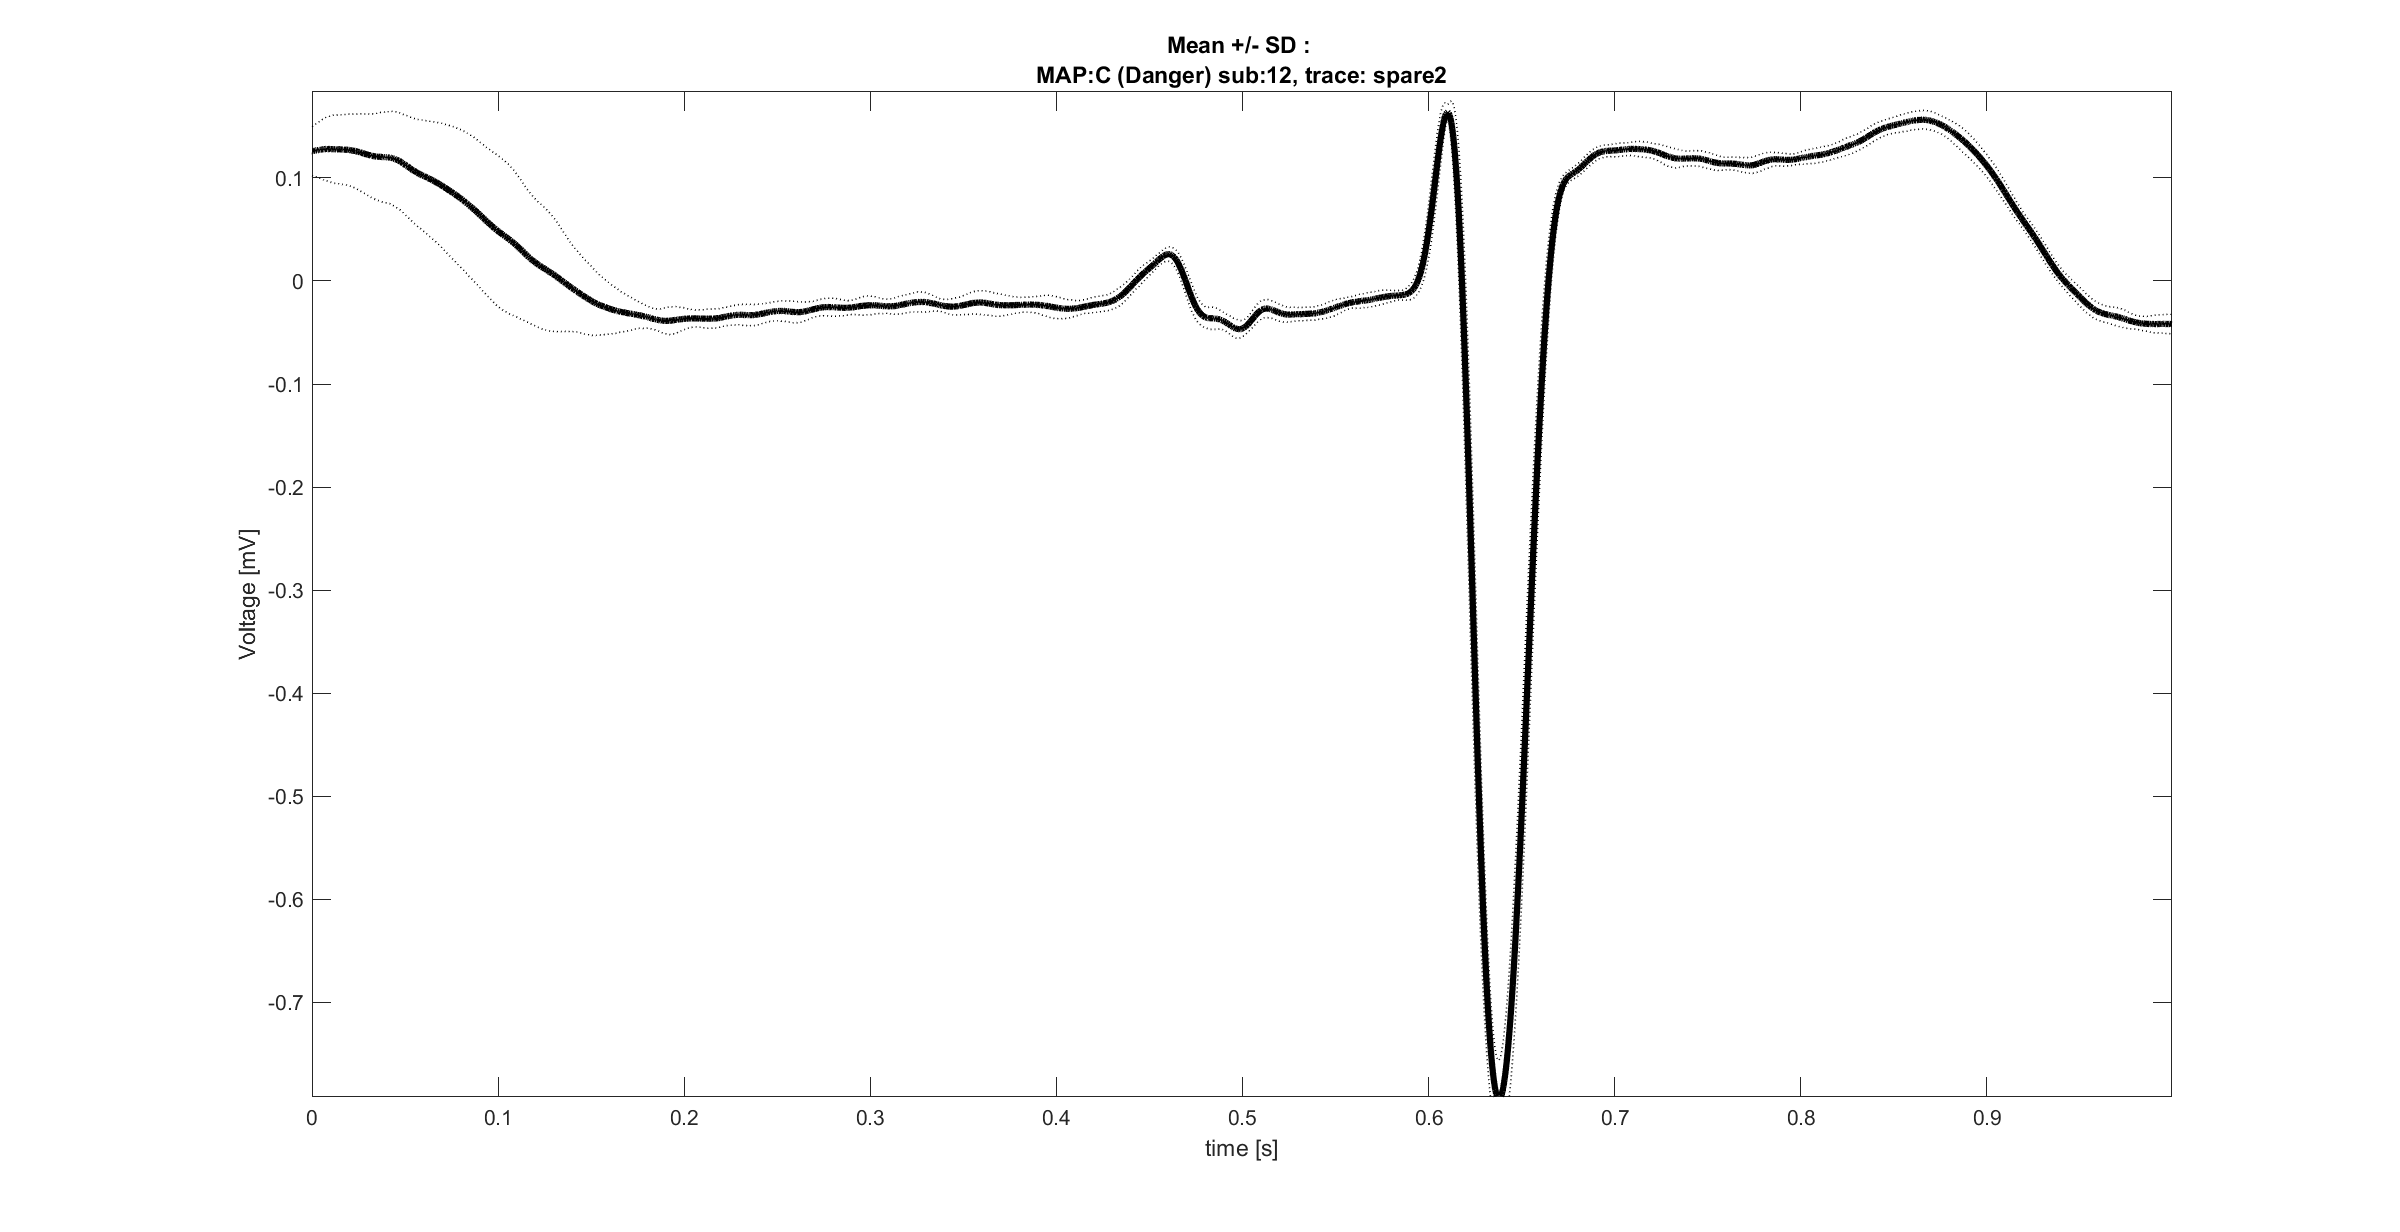 Mean +/- SD :
MAP:C (Danger) sub:12, trace: spare2
0.1
0
-0.1
-0.2
-0.3
-0.4
-0.5
-0.6
-0.7
Voltage [mV]
0 0.1 0.2 0.3 0.4 0.5 0.6 0.7 0.8 0.9
time [s]